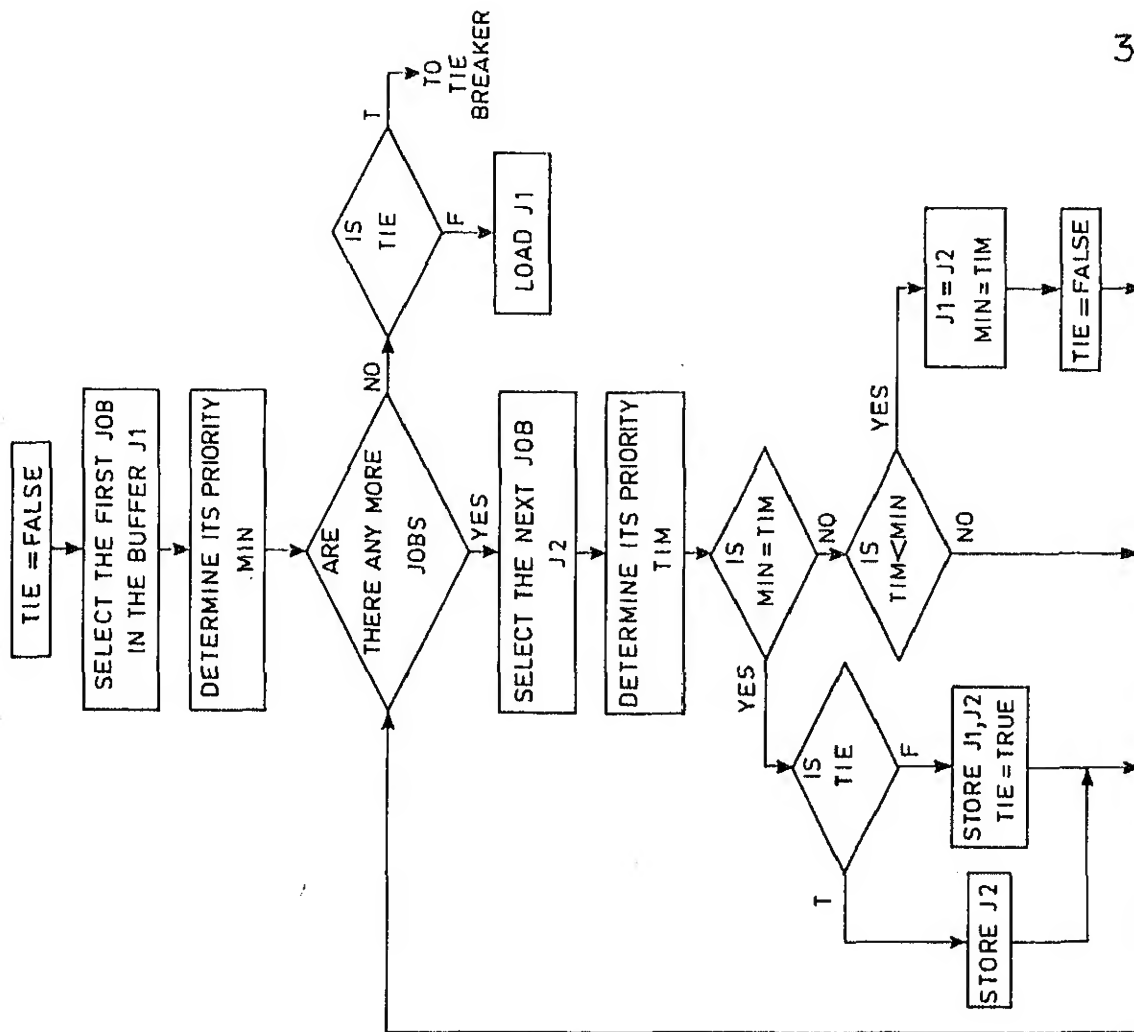 TIE = FALSE
SELECT THE FIRST JOB
IN THE BUFFER J1
DETERMINE ITS PRIORITY
MIN
ARE
THERE ANY MORE
JOBS
NO
YES
IS
TIE
T
TO
TIE
BREAKER
F
LOAD J1
SELECT THE NEXT JOB
J2
DETERMINE ITS PRIORITY
TIM
IS
MIN=TIM
YES
NO
IS
TIE
T
F
STORE J2
STORE J1,J2
TIE=TRUE
IS
TIM<MIN
YES
NO
J1=J2
MIN=TIM
TIE=FALSE
3